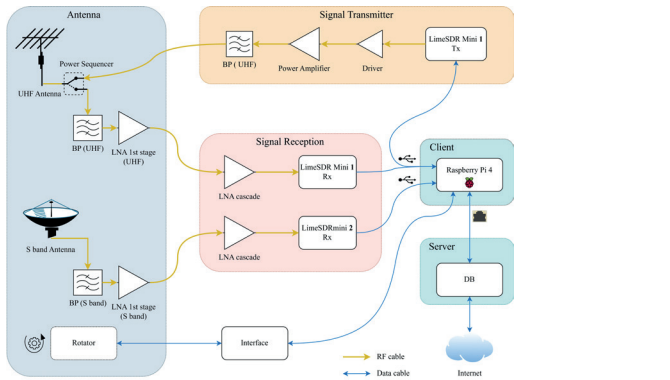 Antenna
Signal Transmitter
LimeSDR Mini 1
Tx
Power Sequencer
BP ( UHF)
Power Amplifier
Driver
UHF Antenna
BP (UHF)
LNA 1st stage
(UHF)
Signal Reception
Client
LimeSDR Mini 1
Rx
Raspberry Pi 4
LNA cascade
LimeSDRmini 2
Rx
LNA cascade
S band Antenna
Server
DB
BP (S band)
LNA 1st stage
(S band)
Rotator
Interface
RF cable
Data cable
Internet